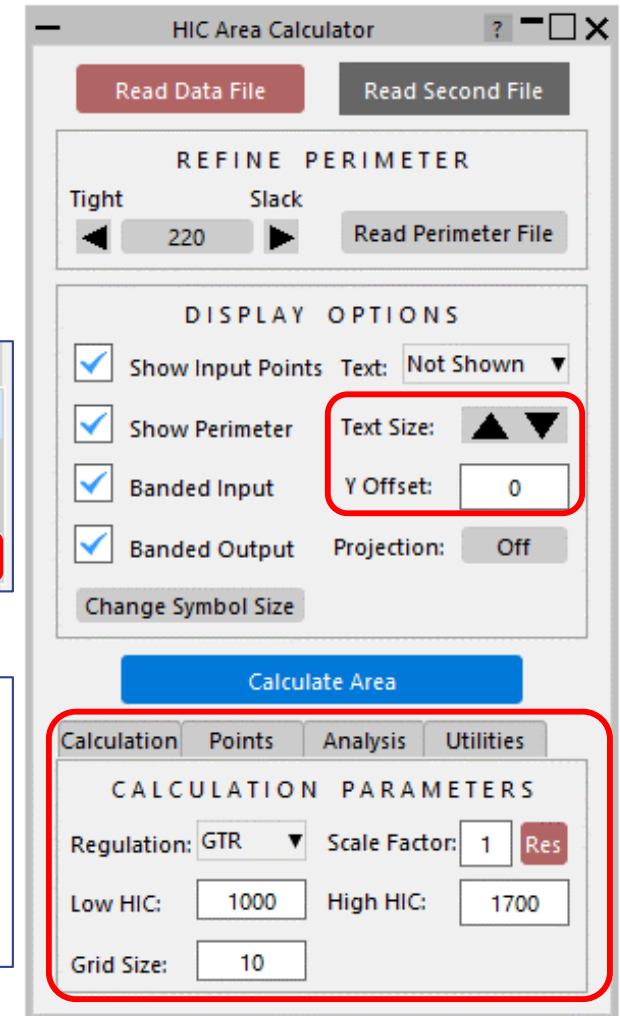 HIC Area Calculator ?
Read Data File Read Second File
REFINE PERIMETER
Tight Slack
220 Read Perimeter File
DISPLAY OPTIONS
Show Input Points Text: Not Shown
Show Perimeter Text Size:
Banded Input Y Offset: 0
Banded Output Projection: Off
Change Symbol Size
Calculate Area
Calculation Points Analysis Utilities
CALCULATION PARAMETERS
Regulation: GTR Scale Factor: 1 Res
Low HIC: 1000 High HIC: 1700
Grid Size: 10